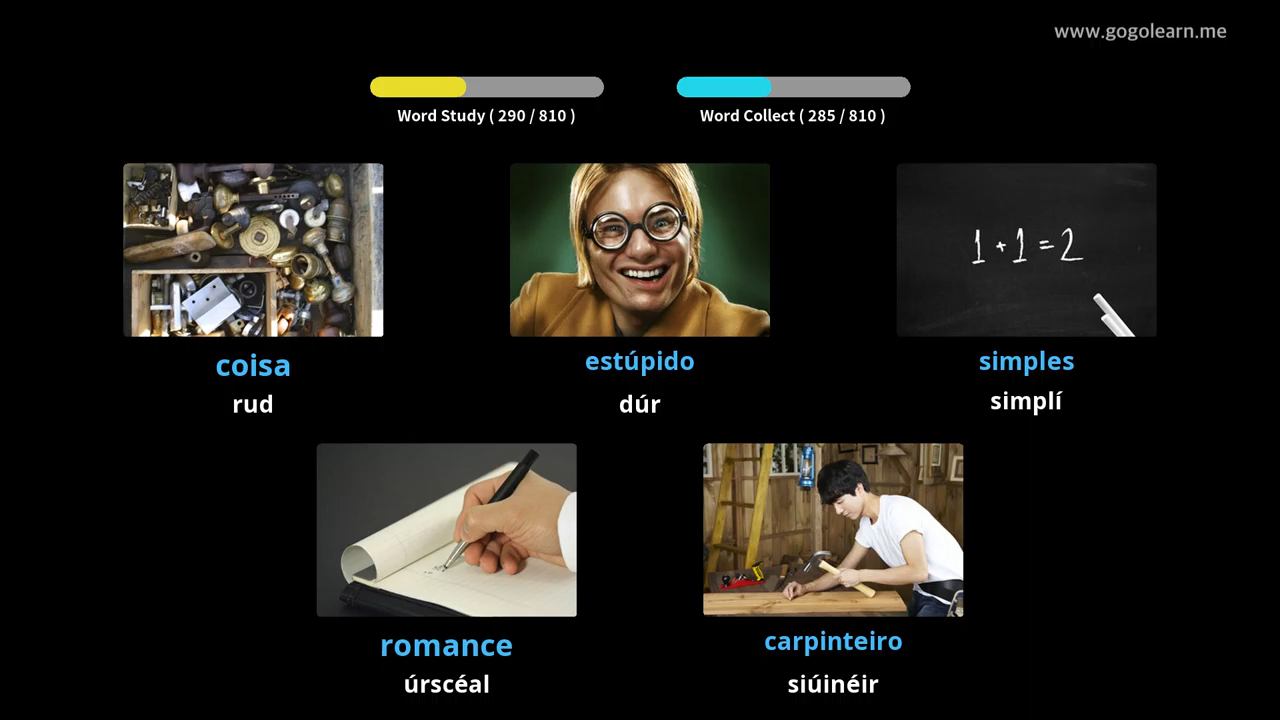 www.gogolearn.me
Word Study ( 290 / 810 )
Word Collect ( 285 / 810 )
coisa
rud
estúpido
dúr
1 + 1 = 2
simples
simplí
romance
úrscéal
carpinteiro
siúinéir